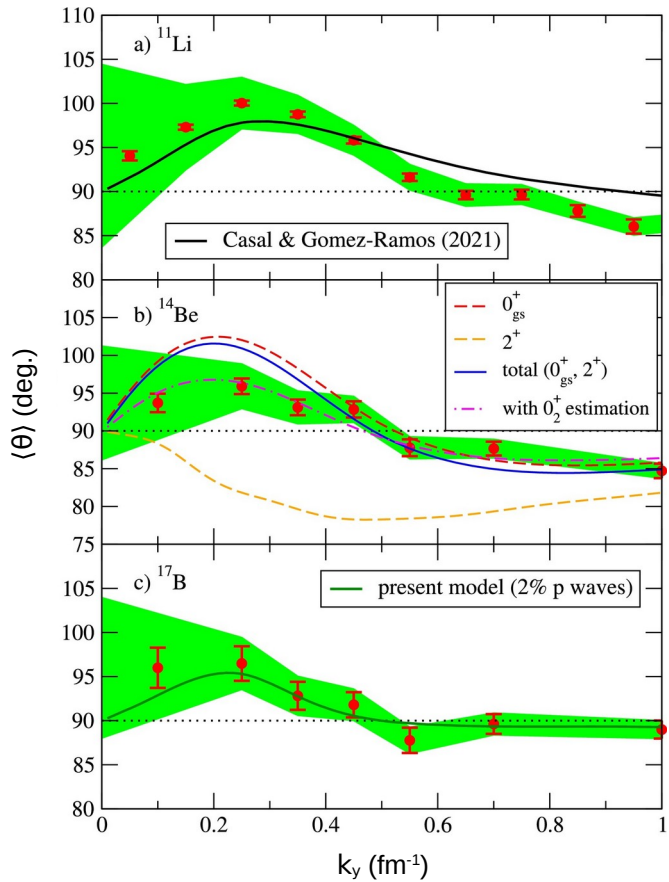 110
105
100
95
90
85
80
a) ¹¹Li
Casal & Gomez-Ramos (2021)
105
100
95
90
85
80
75
b) ¹⁴Be
0⁺gs
2⁺
total (0⁺gs, 2⁺)
with 0⁺₂ estimation
105
100
95
90
85
80
c) ¹⁷B
present model (2% p waves)
0
0.2
0.4
0.6
0.8
1
⟨θ⟩ (deg.)
k_y (fm⁻¹)